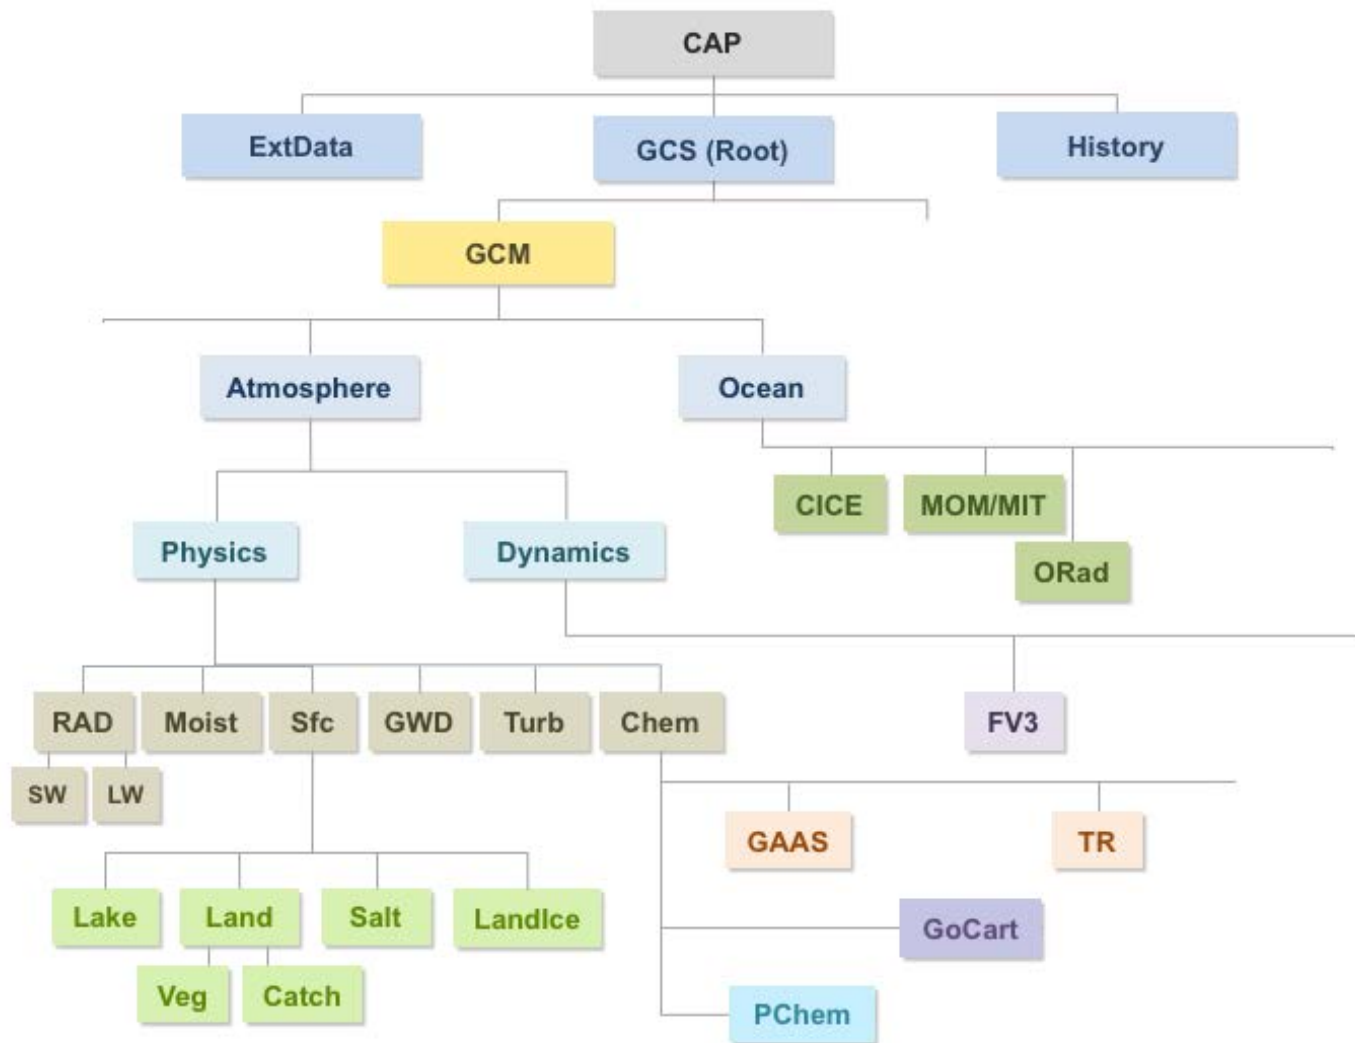 CAP
ExtData
GCS (Root)
History
GCM
Atmosphere
Ocean
CICE
MOM/MIT
Physics
Dynamics
ORad
RAD
Moist
Sfc
GWD
Turb
Chem
FV3
SW
LW
GAAS
TR
Lake
Land
Salt
LandIce
GoCart
Veg
Catch
PChem